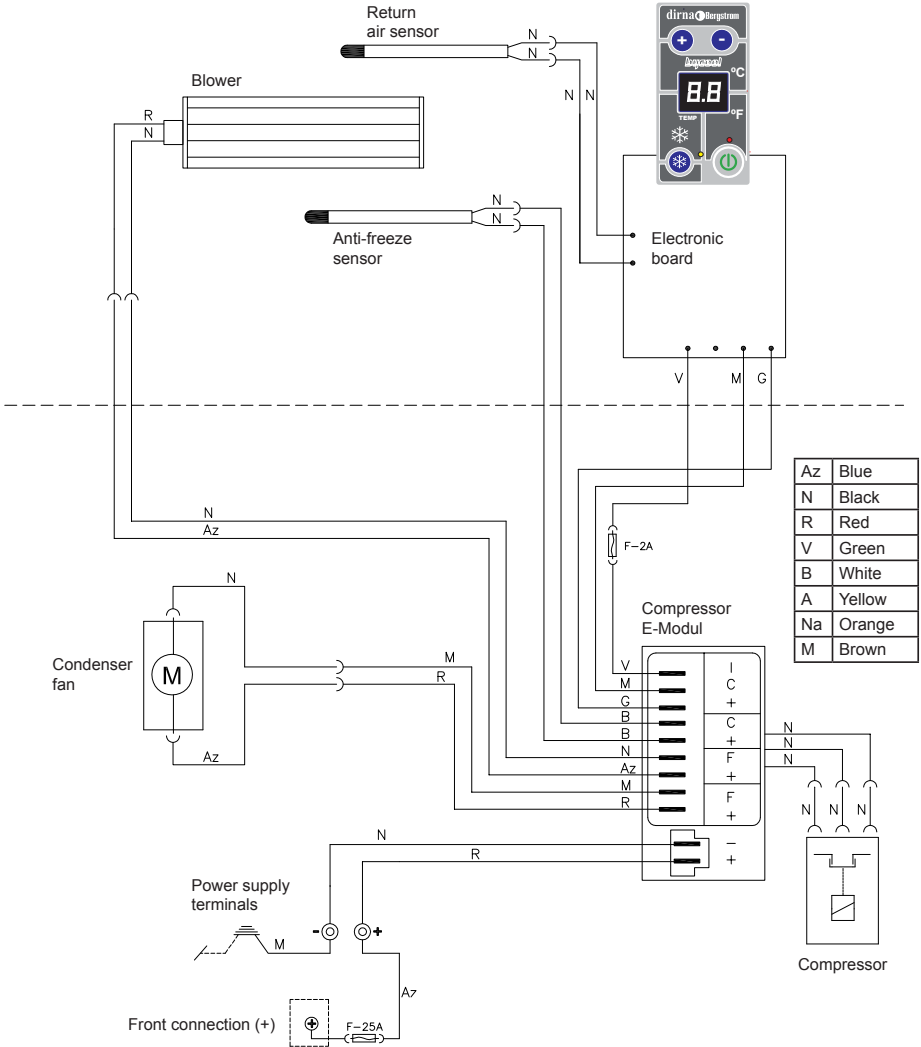 Return
air sensor
N
N
dirna Bergstrom
+ -
bycool
°C
8.8
TEMP
°F
N N
Blower
R
N
N
N
Anti-freeze
sensor
Electronic
board
V M G
Az Blue
N Black
R Red
V Green
B White
A Yellow
Na Orange
M Brown
N
Az
F-2A
Compressor
E-Modul
N
Condenser
fan
M
M
R
Az
V I
M C
G +
B C
B +
N F
Az +
M F
R +
N
N
N
N N N
N -
R +
Power supply
terminals
- +
M
Az
Compressor
Front connection (+)
+
F-25A